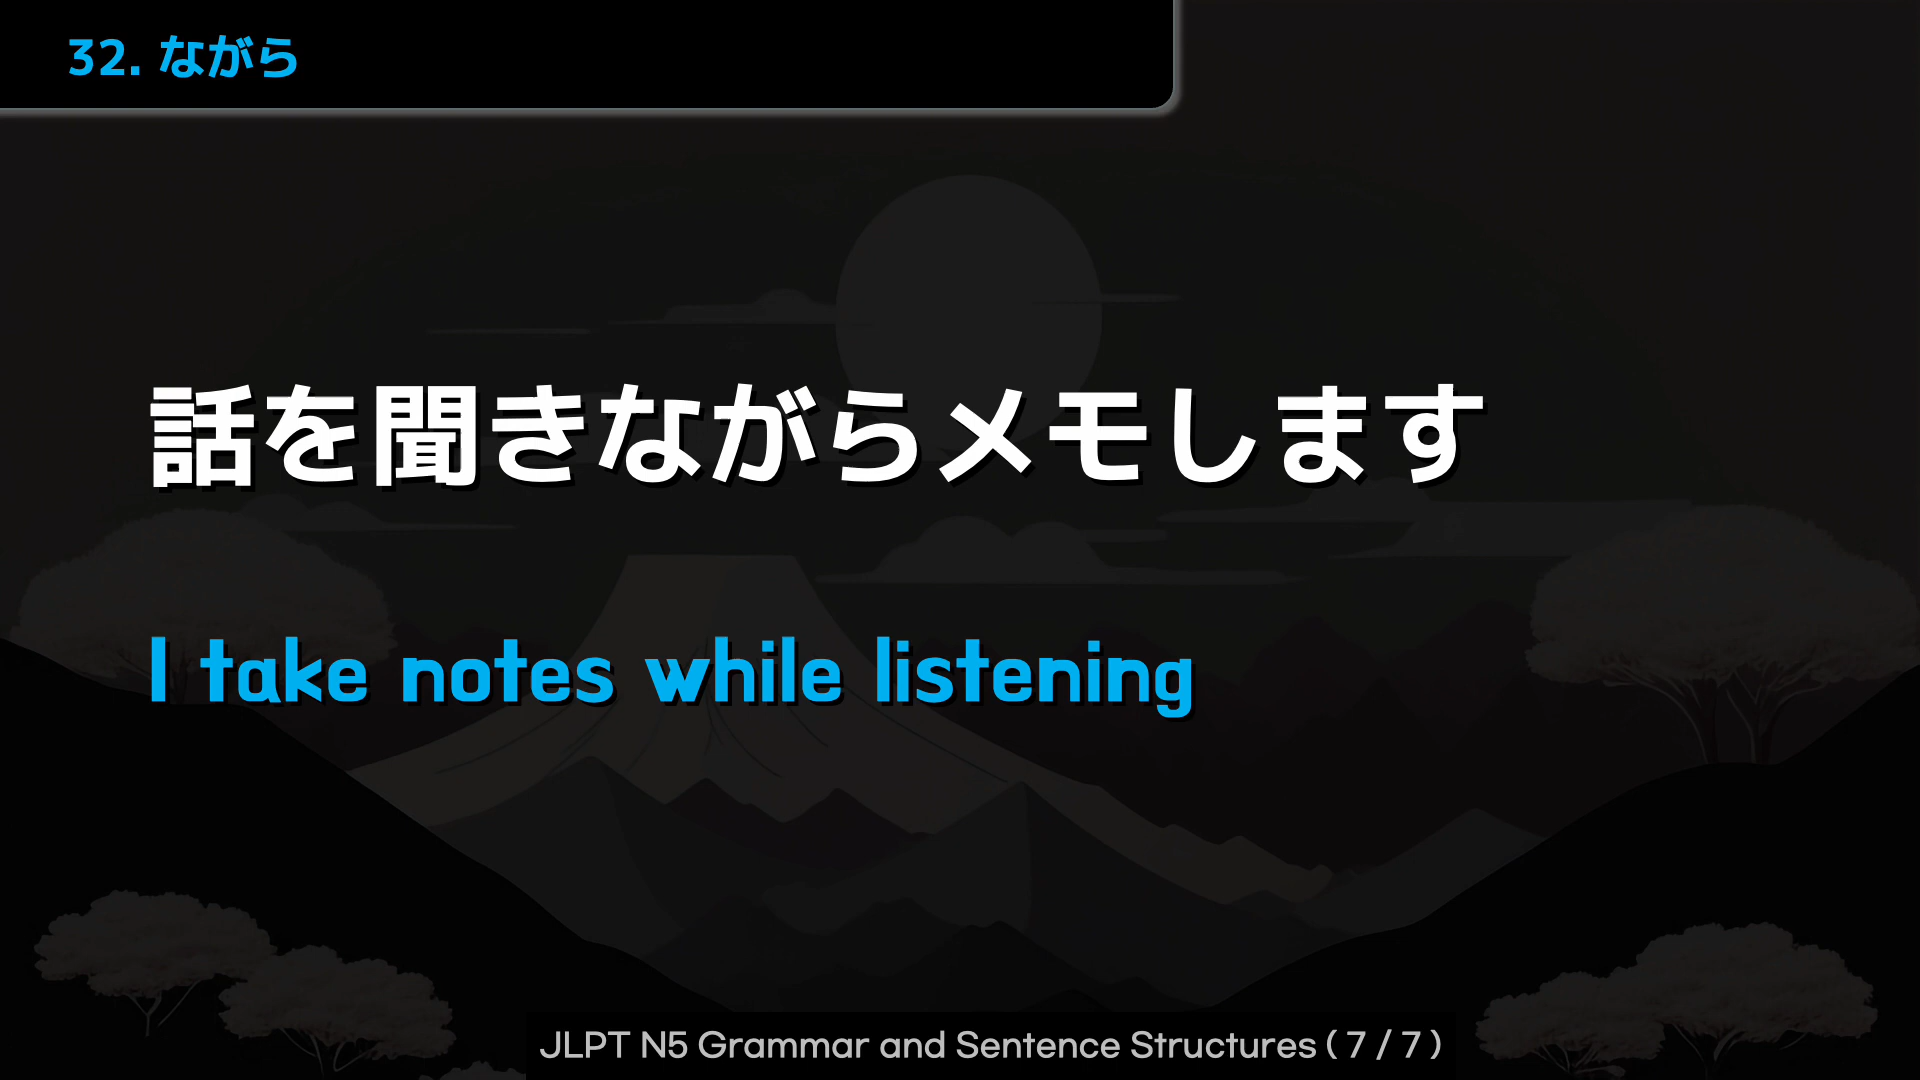 32. ながら
話を聞きながらメモします
I take notes while listening
JLPT N5 Grammar and Sentence Structures ( 7 / 7 )